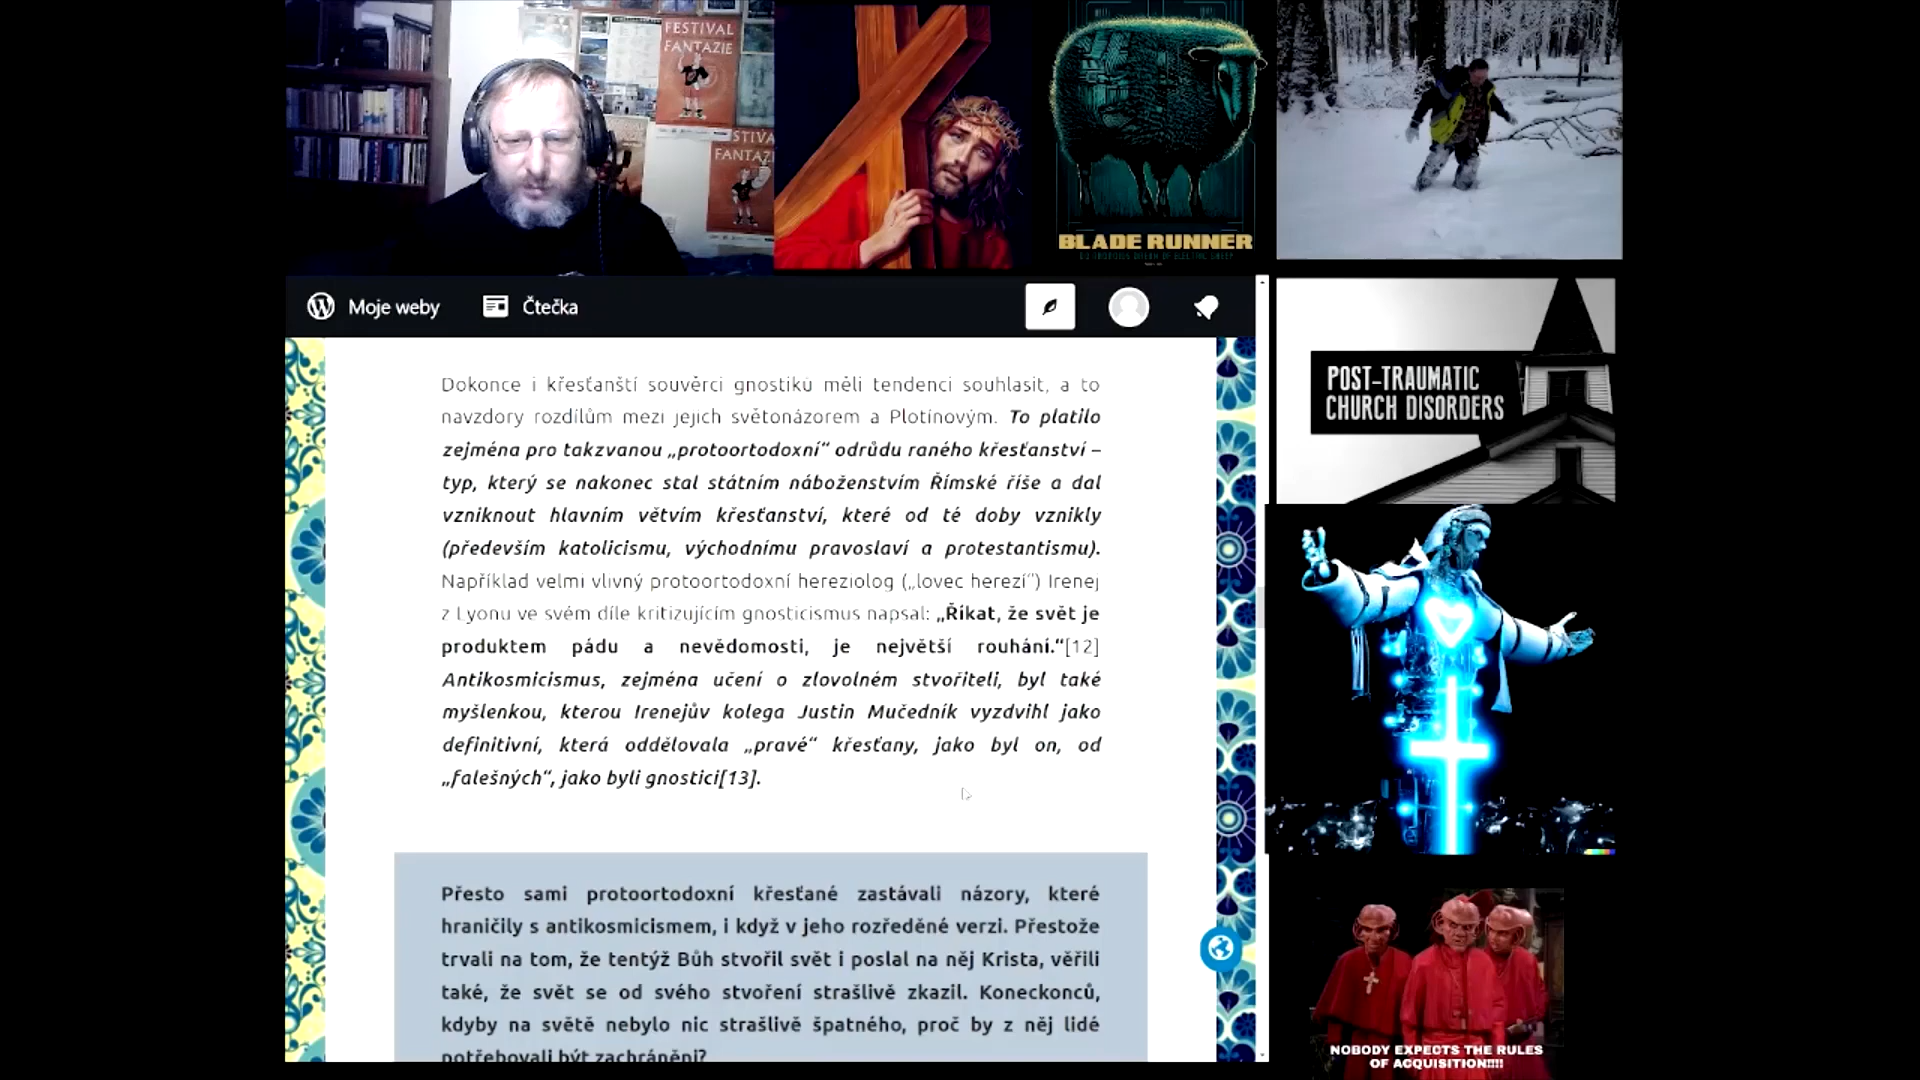 FESTIVAL
FANTAZIE
FANTAZ
BLADE RUNNER
Moje weby
Čtečka
Dokonce i křesťanští souvěrci gnostiků měli tendenci souhlasit, a to
navzdory rozdílům mezi jejich světonázorem a Plotínovým. To platilo
zejména pro takzvanou „protoortodoxní“ odrůdu raného křesťanství –
typ, který se nakonec stal státním náboženstvím Římské říše a dal
vzniknout hlavním větvím křesťanství, které od té doby vznikly
(především katolicismu, východnímu pravoslaví a protestantismu).
Například velmi vlivný protoortodoxní hereziolog („lovec herezí“) Irenej
z Lyonu ve svém díle kritizujícím gnosticismus napsal: „Říkat, že svět je
produktem pádu a nevědomosti, je největší rouhání.“[12]
Antikosmicismus, zejména učení o zlovolném stvořiteli, byl také
myšlenkou, kterou Irenejův kolega Justin Mučedník vyzdvihl jako
definitivní, která oddělovala „pravé“ křesťany, jako byl on, od
„falešných“, jako byli gnostici[13].
Přesto sami protoortodoxní křesťané zastávali názory, které
hraničily s antikosmicismem, i když v jeho rozředěné verzi. Přestože
trvali na tom, že tentýž Bůh stvořil svět i poslal na něj Krista, věřili
také, že svět se od svého stvoření strašlivě zkazil. Koneckonců,
kdyby na světě nebylo nic strašlivě špatného, proč by z něj lidé
potřebovali být zachráněni?
POST-TRAUMATIC
CHURCH DISORDERS
NOBODY EXPECTS THE RULES
OF ACQUISITION!!!!